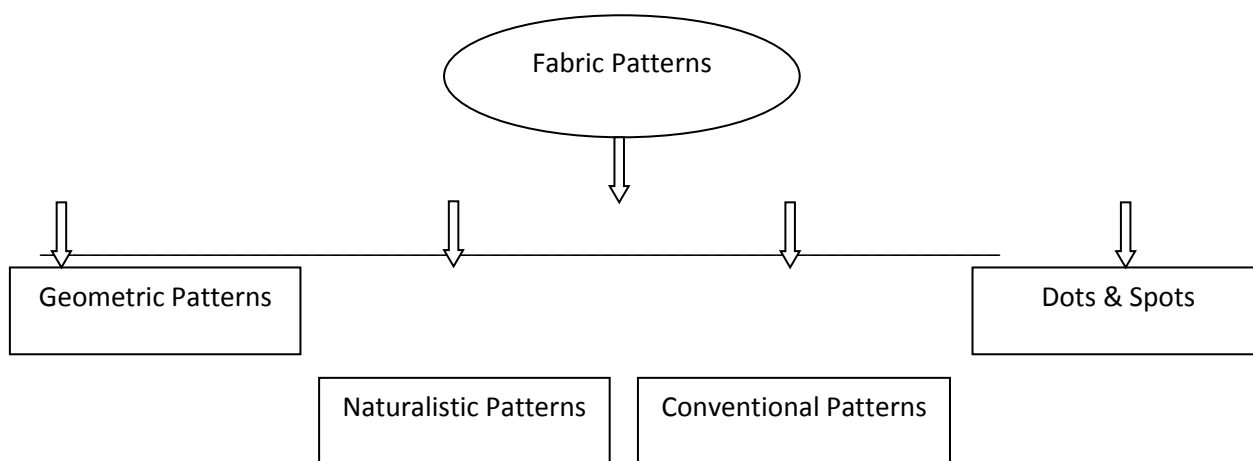 Fabric Patterns
Geometric Patterns
Dots & Spots
Naturalistic Patterns
Conventional Patterns